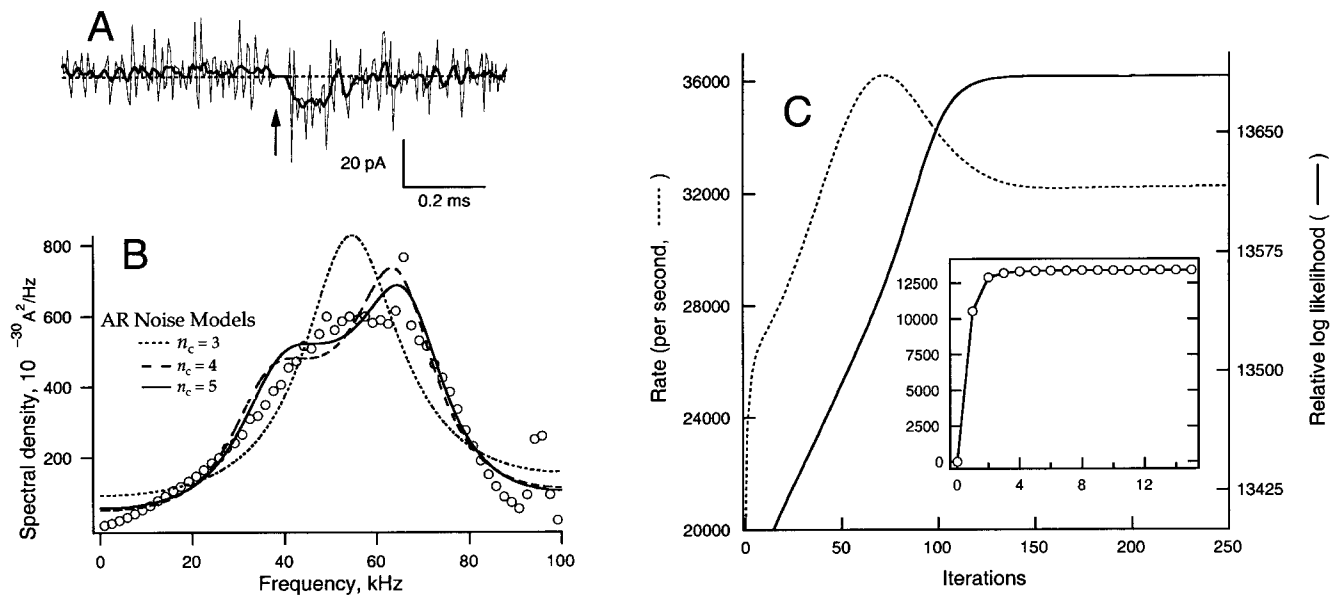 A
20 pA
0.2 ms
B
Spectral density, 10 ⁻³⁰ A²/Hz
800
600
400
200
AR Noise Models
n_c = 3
n_c = 4
n_c = 5
0 20 40 60 80 100
Frequency, kHz
C
Rate (per second, )
36000
32000
28000
24000
20000
0 50 100 150 200 250
Iterations
Relative log likelihood ( )
13650
13575
13500
13425
12500
10000
7500
5000
2500
0
0 4 8 12